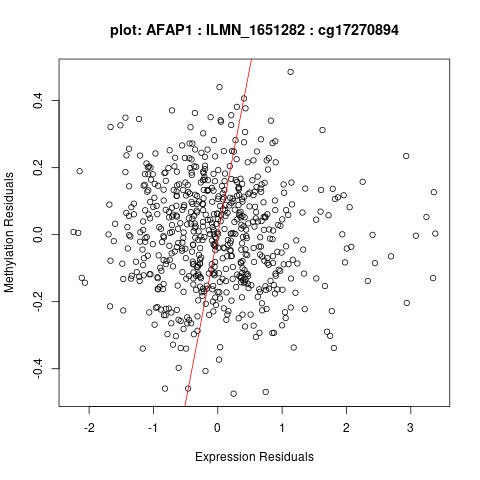 plot: AFAP1 : ILMN_1651282 : cg17270894
Methylation Residuals
0.4
0.2
0.0
-0.2
-0.4
-2 -1 0 1 2 3
Expression Residuals